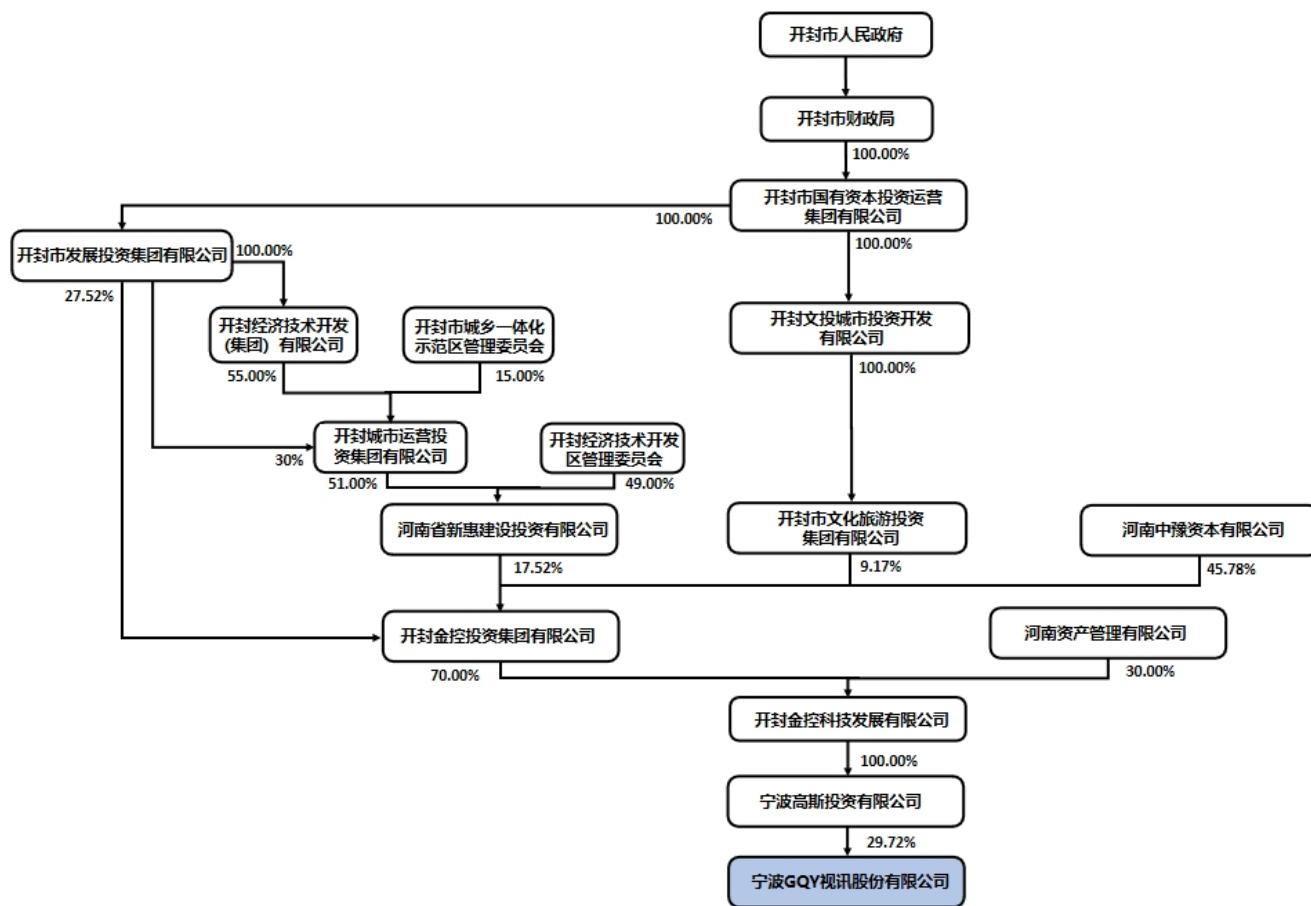 开封市人民政府
开封市财政局
100.00%
开封市国有资本投资运营
集团有限公司
100.00%
100.00%
开封市发展投资集团有限公司
100.00%
27.52%
开封经济技术开发
(集团）有限公司
开封市城乡一体化
示范区管理委员会
开封文投城市投资开发
有限公司
55.00%
15.00%
100.00%
开封城市运营投
资集团有限公司
开封经济技术开发
区管理委员会
30%
51.00%
49.00%
河南省新惠建设投资有限公司
开封市文化旅游投资
集团有限公司
河南中豫资本有限公司
17.52%
9.17%
45.78%
开封金控投资集团有限公司
河南资产管理有限公司
70.00%
30.00%
开封金控科技发展有限公司
100.00%
宁波高斯投资有限公司
29.72%
宁波GQY视讯股份有限公司